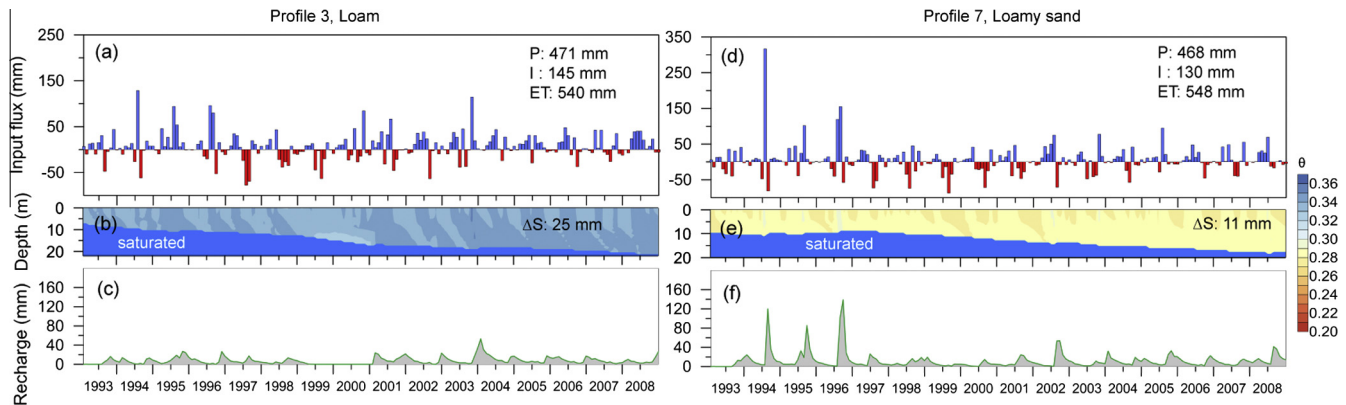 Profile 3, Loam
Profile 7, Loamy sand
Input flux (mm)
250
150
50
-50
(a)
P: 471 mm
I : 145 mm
ET: 540 mm
350
250
150
50
-50
(d)
P: 468 mm
I : 130 mm
ET: 548 mm
Depth (m)
0
10
20
(b)
saturated
ΔS: 25 mm
0
10
20
(e)
saturated
ΔS: 11 mm
θ
0.36
0.34
0.32
0.30
0.28
0.26
0.24
0.22
0.20
Recharge (mm)
160
120
80
40
0
(c)
160
120
80
40
0
(f)
1993 1994 1995 1996 1997 1998 1999 2000 2001 2002 2003 2004 2005 2006 2007 2008
1993 1994 1995 1996 1997 1998 1999 2000 2001 2002 2003 2004 2005 2006 2007 2008